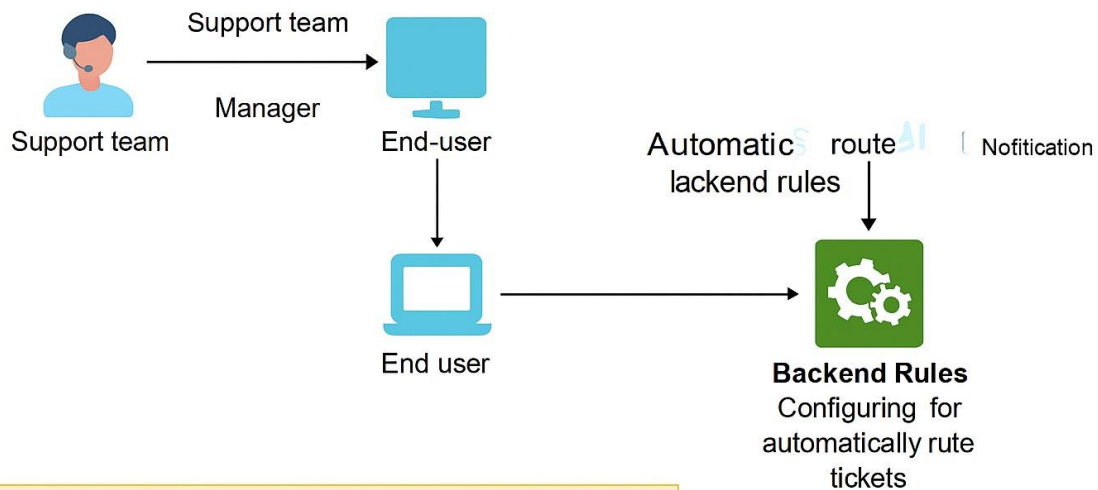 Support team
Manager
Support team
End-user
Automatic route
Nofitication
lackend rules
End user
Backend Rules
Configuring for
automatically rute
tickets